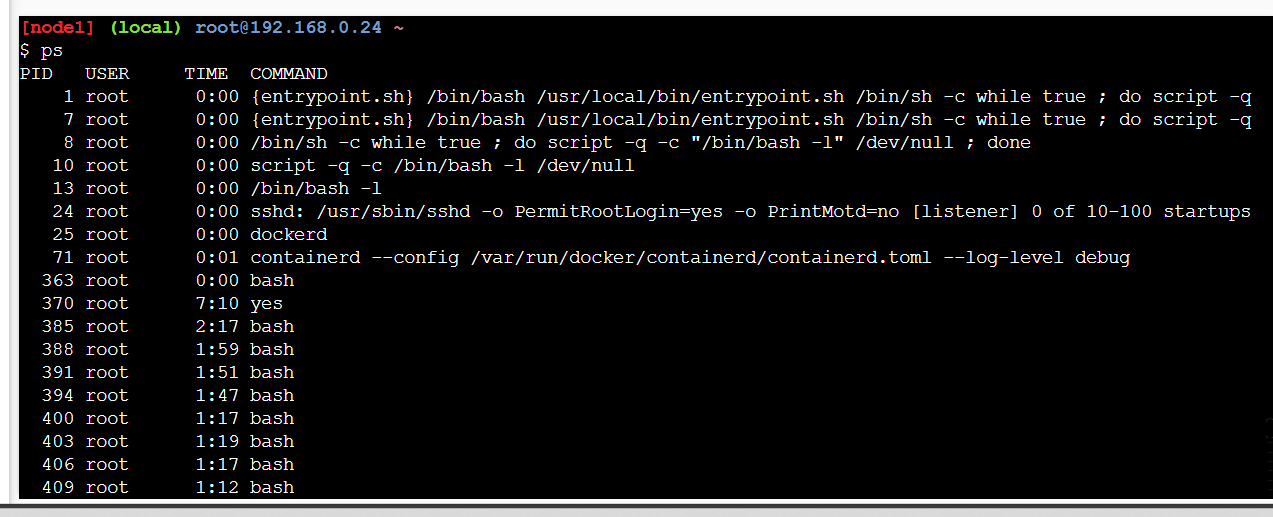 [node1] (local) root@192.168.0.24 ~
$ ps
PID   USER     TIME  COMMAND
    1 root      0:00 {entrypoint.sh} /bin/bash /usr/local/bin/entrypoint.sh /bin/sh -c while true ; do script -q
    7 root      0:00 {entrypoint.sh} /bin/bash /usr/local/bin/entrypoint.sh /bin/sh -c while true ; do script -q
    8 root      0:00 /bin/sh -c while true ; do script -q -c "/bin/bash -l" /dev/null ; done
   10 root      0:00 script -q -c /bin/bash -l /dev/null
   13 root      0:00 /bin/bash -l
   24 root      0:00 sshd: /usr/sbin/sshd -o PermitRootLogin=yes -o PrintMotd=no [listener] 0 of 10-100 startups
   25 root      0:00 dockerd
   71 root      0:01 containerd --config /var/run/docker/containerd/containerd.toml --log-level debug
  363 root      0:00 bash
  370 root      7:10 yes
  385 root      2:17 bash
  388 root      1:59 bash
  391 root      1:51 bash
  394 root      1:47 bash
  400 root      1:17 bash
  403 root      1:19 bash
  406 root      1:17 bash
  409 root      1:12 bash